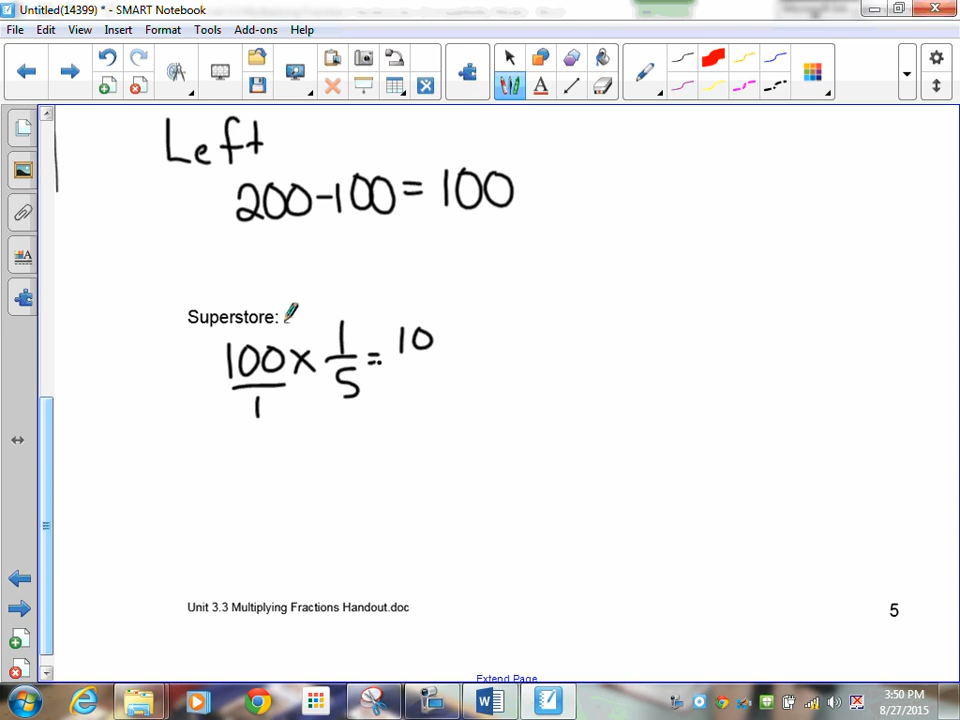 Untitled(14399) * - SMART Notebook
File Edit View Insert Format Tools Add-ons Help
Left
200-100= 100
Superstore:
100/1 x 1/5 = 10
Unit 3.3 Multiplying Fractions Handout.doc
5
Extend Page
3:50 PM
8/27/2015